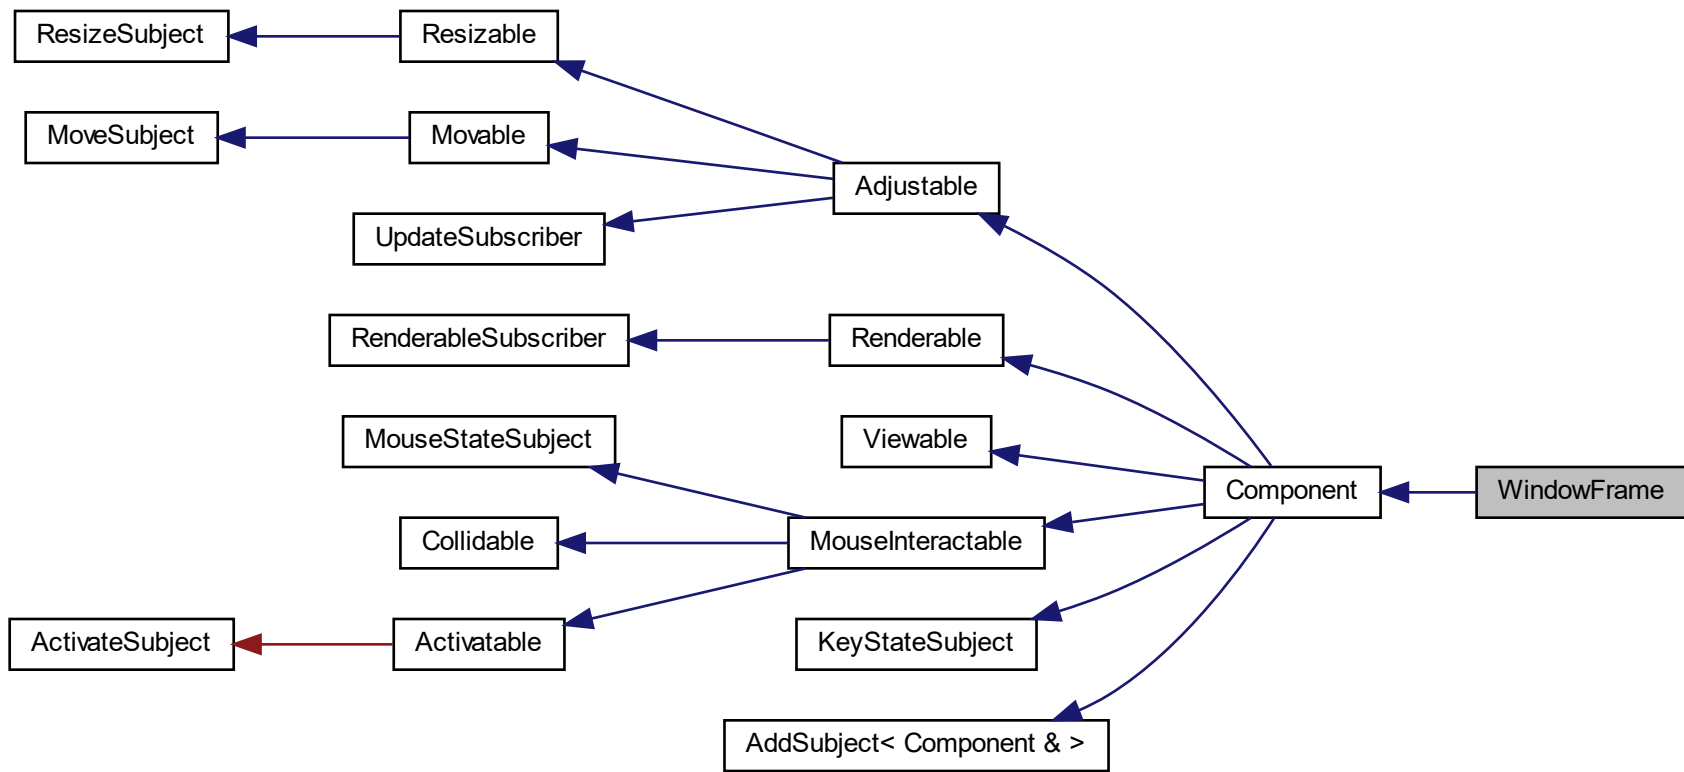 ResizeSubject
Resizable
MoveSubject
Movable
Adjustable
UpdateSubscriber
RenderableSubscriber
Renderable
MouseStateSubject
Viewable
Component
WindowFrame
Collidable
MouseInteractable
ActivateSubject
Activatable
KeyStateSubject
AddSubject< Component & >